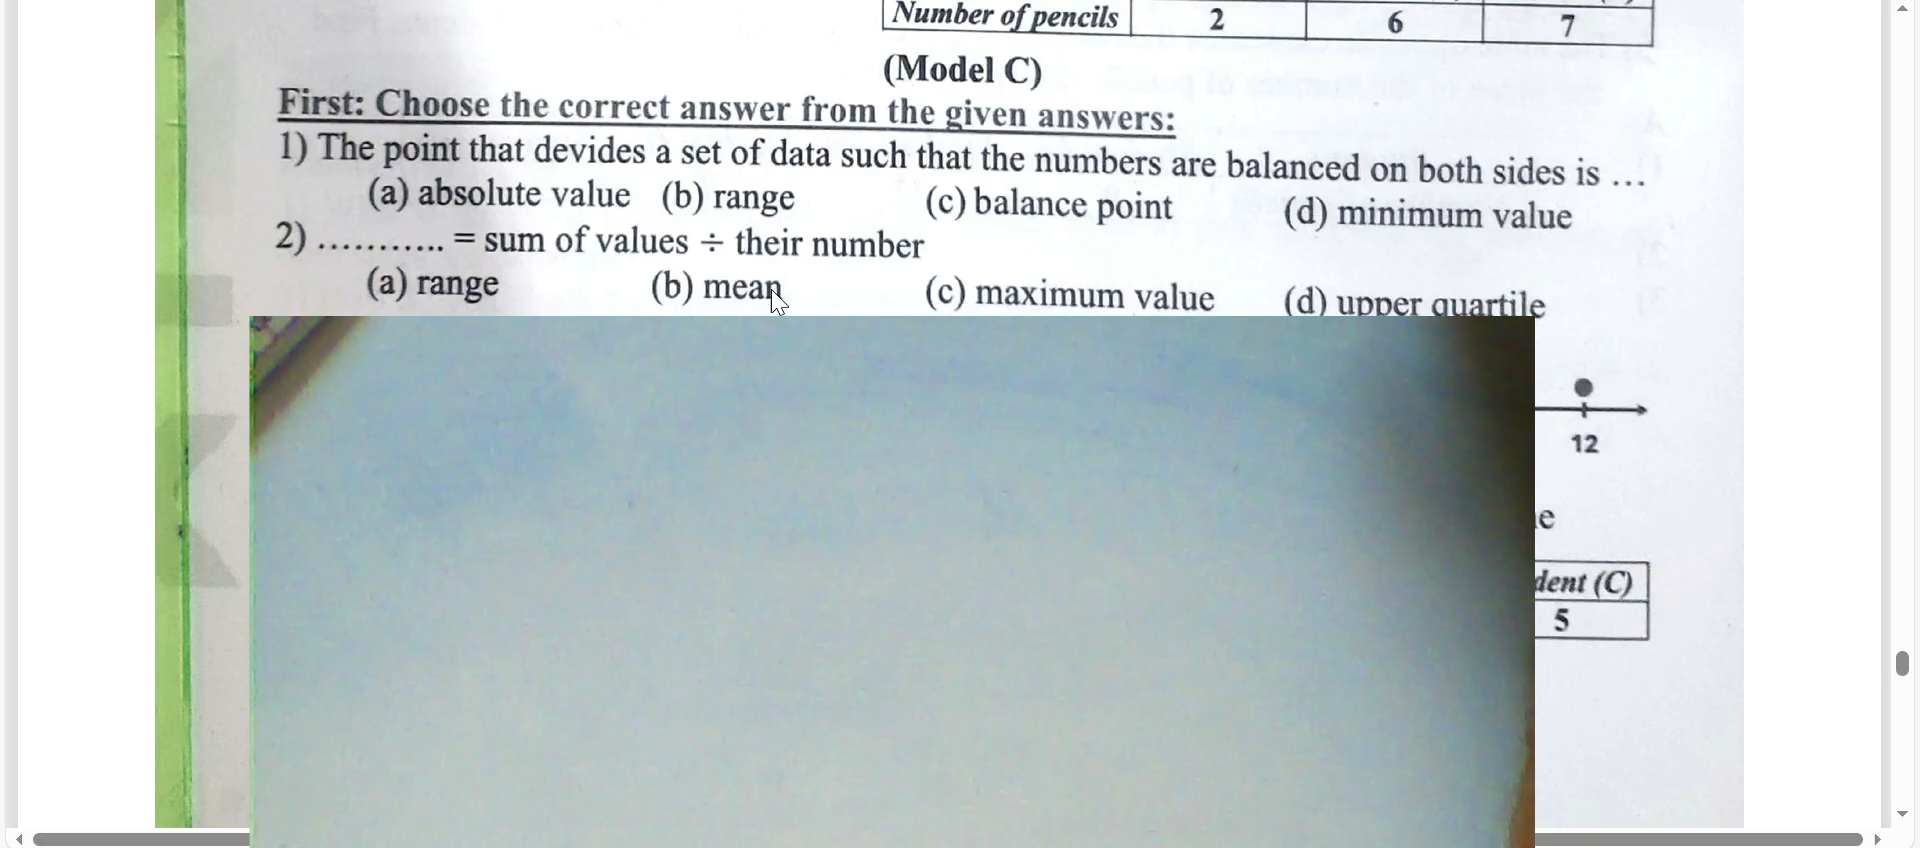 Number of pencils 2 6 7
(Model C)
First: Choose the correct answer from the given answers:
1) The point that devides a set of data such that the numbers are balanced on both sides is ...
(a) absolute value (b) range (c) balance point (d) minimum value
2) ........... = sum of values ÷ their number
(a) range (b) mean (c) maximum value (d) upper quartile
12
e
dent (C)
5